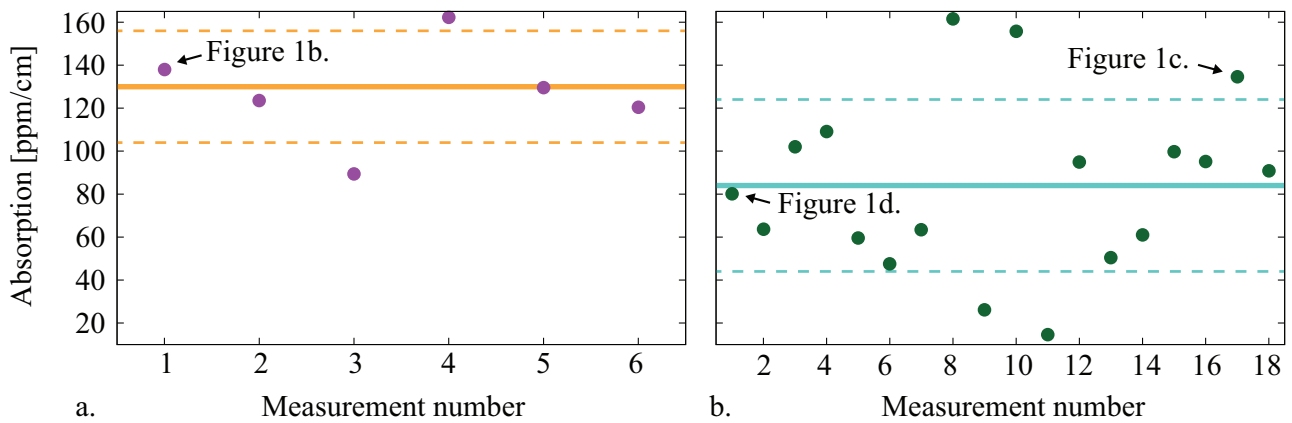 Absorption [ppm/cm]
160
140
120
100
80
60
40
20
Figure 1b.
1 2 3 4 5 6
a. Measurement number
Figure 1c.
Figure 1d.
2 4 6 8 10 12 14 16 18
b. Measurement number